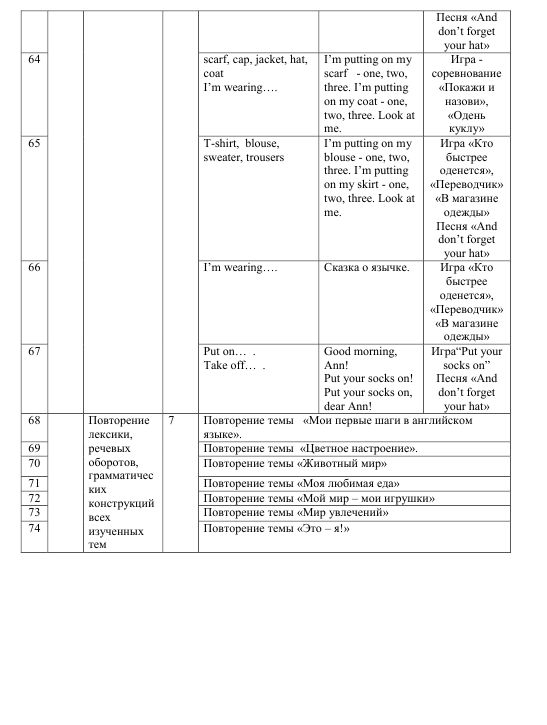 Песня «And
don’t forget
your hat»
64
scarf, cap, jacket, hat,
coat
I’m wearing….
I’m putting on my
scarf - one, two,
three. I’m putting
on my coat - one,
two, three. Look at
me.
Игра -
соревнование
«Покажи и
назови»,
«Одень
куклу»
65
T-shirt, blouse,
sweater, trousers
I’m putting on my
blouse - one, two,
three. I’m putting
on my skirt - one,
two, three. Look at
me.
Игра «Кто
быстрее
оденется»,
«Переводчик»
«В магазине
одежды»
Песня «And
don’t forget
your hat»
66
I’m wearing….
Сказка о язычке.
Игра «Кто
быстрее
оденется»,
«Переводчик»
«В магазине
одежды»
67
Put on… .
Take off… .
Good morning,
Ann!
Put your socks on!
Put your socks on,
dear Ann!
Игра“Put your
socks on”
Песня «And
don’t forget
your hat»
68
Повторение
лексики,
речевых
оборотов,
грамматичес
ких
конструкций
всех
изученных
тем
7
Повторение темы «Мои первые шаги в английском
языке».
69
Повторение темы «Цветное настроение».
70
Повторение темы «Животный мир»
71
Повторение темы «Моя любимая еда»
72
Повторение темы «Мой мир – мои игрушки»
73
Повторение темы «Мир увлечений»
74
Повторение темы «Это – я!»